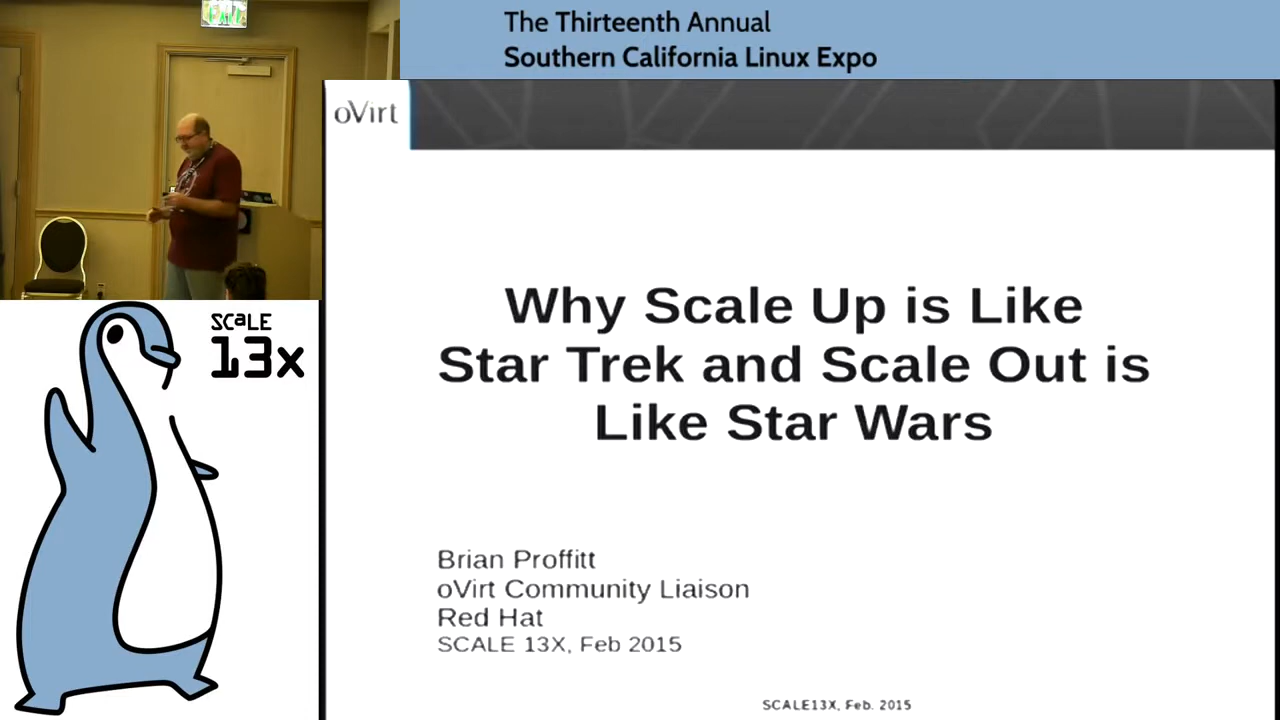 The Thirteenth Annual
Southern California Linux Expo
oVirt
Why Scale Up is Like
Star Trek and Scale Out is
Like Star Wars
SCaLE
13x
Brian Proffitt
oVirt Community Liaison
Red Hat
SCALE 13X, Feb 2015
SCALE13X, Feb. 2015